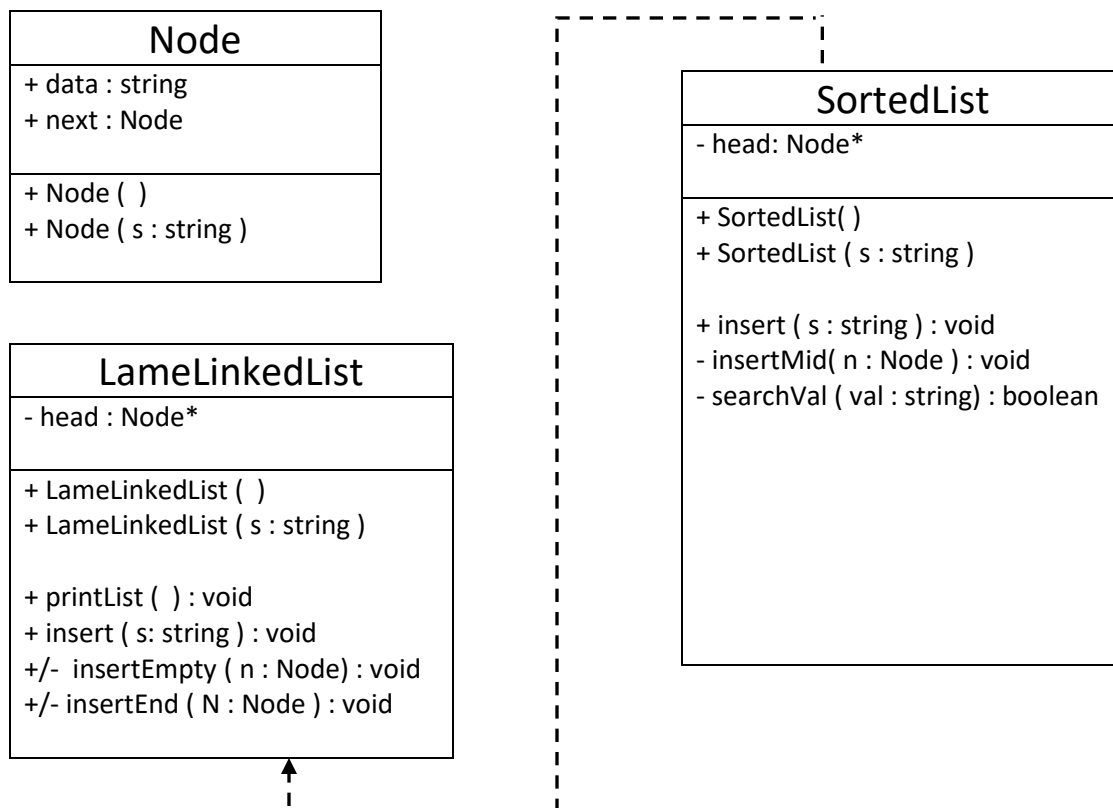 Node
+ data : string
+ next : Node
+ Node ( )
+ Node ( s : string )
LameLinkedList
- head : Node*
+ LameLinkedList ( )
+ LameLinkedList ( s : string )
+ printList ( ) : void
+ insert ( s: string ) : void
+/- insertEmpty ( n : Node) : void
+/- insertEnd ( N : Node ) : void
SortedList
- head: Node*
+ SortedList( )
+ SortedList ( s : string )
+ insert ( s : string ) : void
- insertMid( n : Node ) : void
- searchVal ( val : string) : boolean